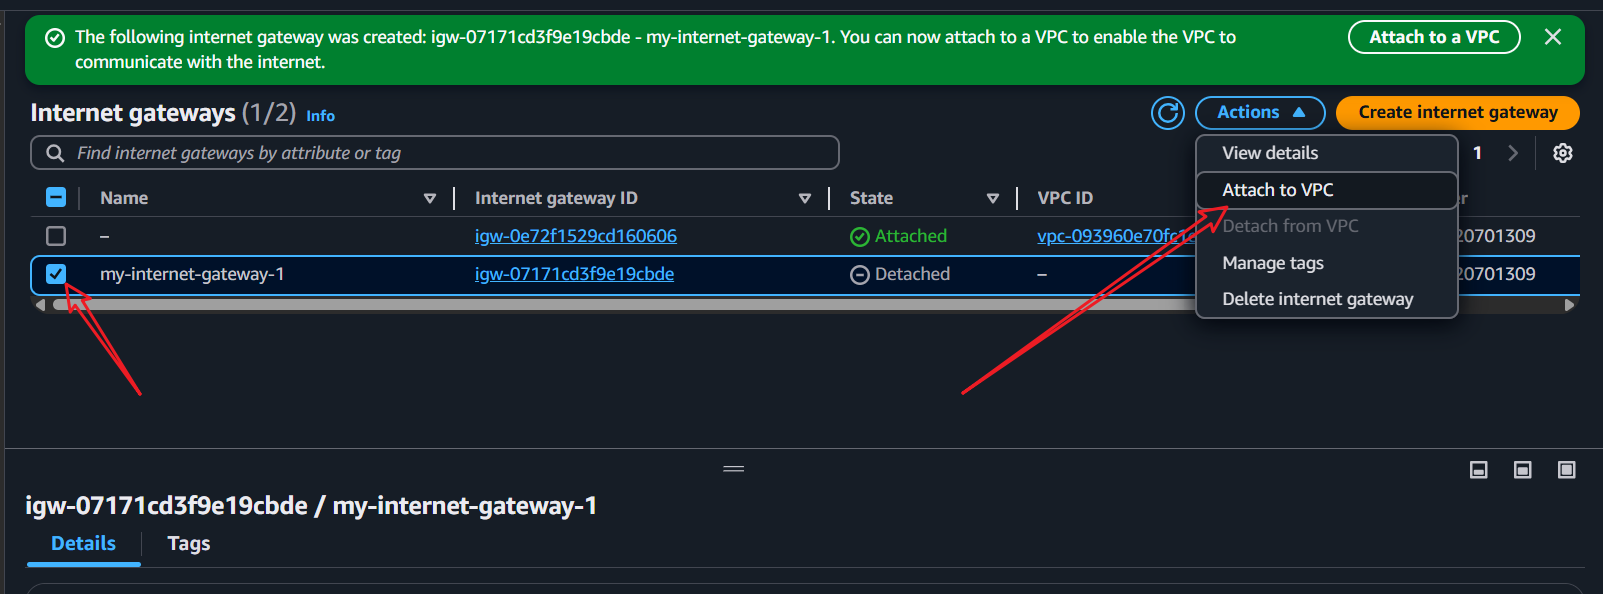 The following internet gateway was created: igw-07171cd3f9e19cbde - my-internet-gateway-1. You can now attach to a VPC to enable the VPC to
communicate with the internet.
Attach to a VPC
Internet gateways (1/2) Info
Actions
Create internet gateway
Find internet gateways by attribute or tag
1
View details
Attach to VPC
Detach from VPC
Manage tags
Delete internet gateway
Name Internet gateway ID State VPC ID
– igw-0e72f1529cd160606 Attached vpc-093960e70fc1 20701309
my-internet-gateway-1 igw-07171cd3f9e19cbde Detached – 20701309
igw-07171cd3f9e19cbde / my-internet-gateway-1
Details Tags